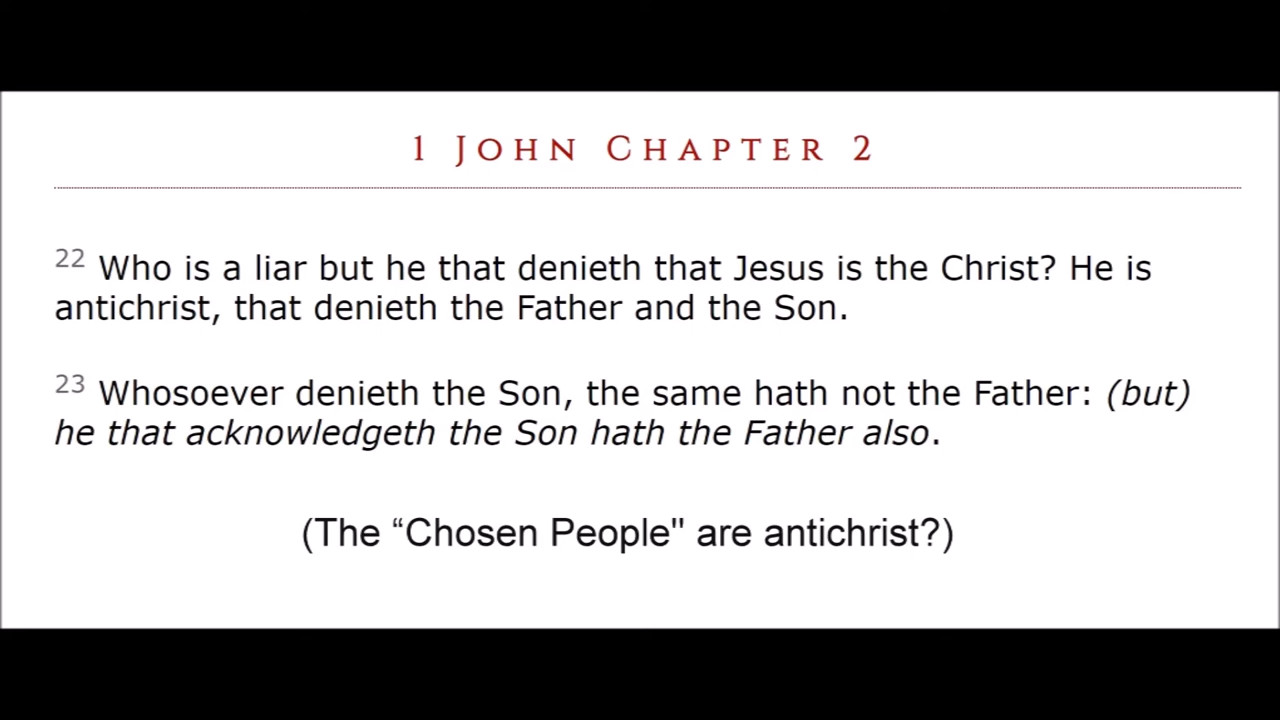 1 John Chapter 2
22 Who is a liar but he that denieth that Jesus is the Christ? He is
antichrist, that denieth the Father and the Son.
23 Whosoever denieth the Son, the same hath not the Father: (but)
he that acknowledgeth the Son hath the Father also.
(The “Chosen People" are antichrist?)